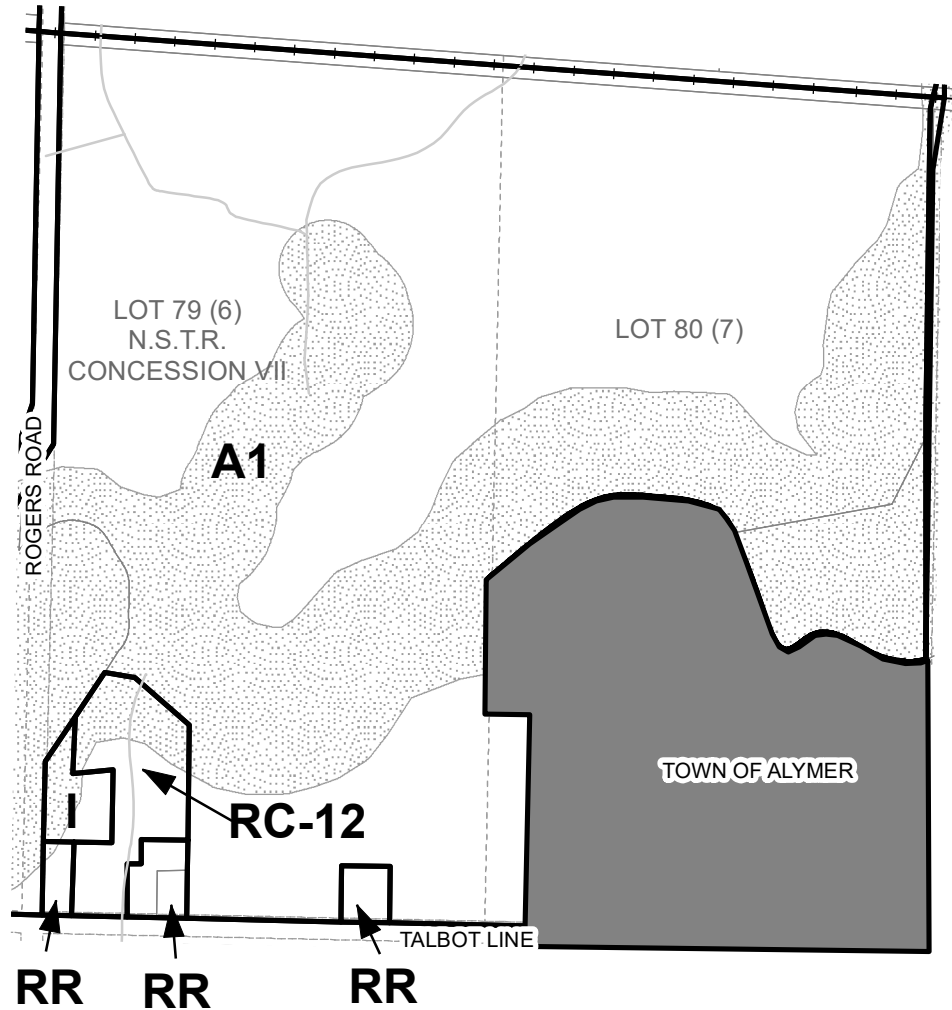 LOT 79 (6)
N.S.T.R.
CONCESSION VII
LOT 80 (7)
A1
ROGERS ROAD
TOWN OF ALYMER
I
RC-12
TALBOT LINE
RR
RR
RR